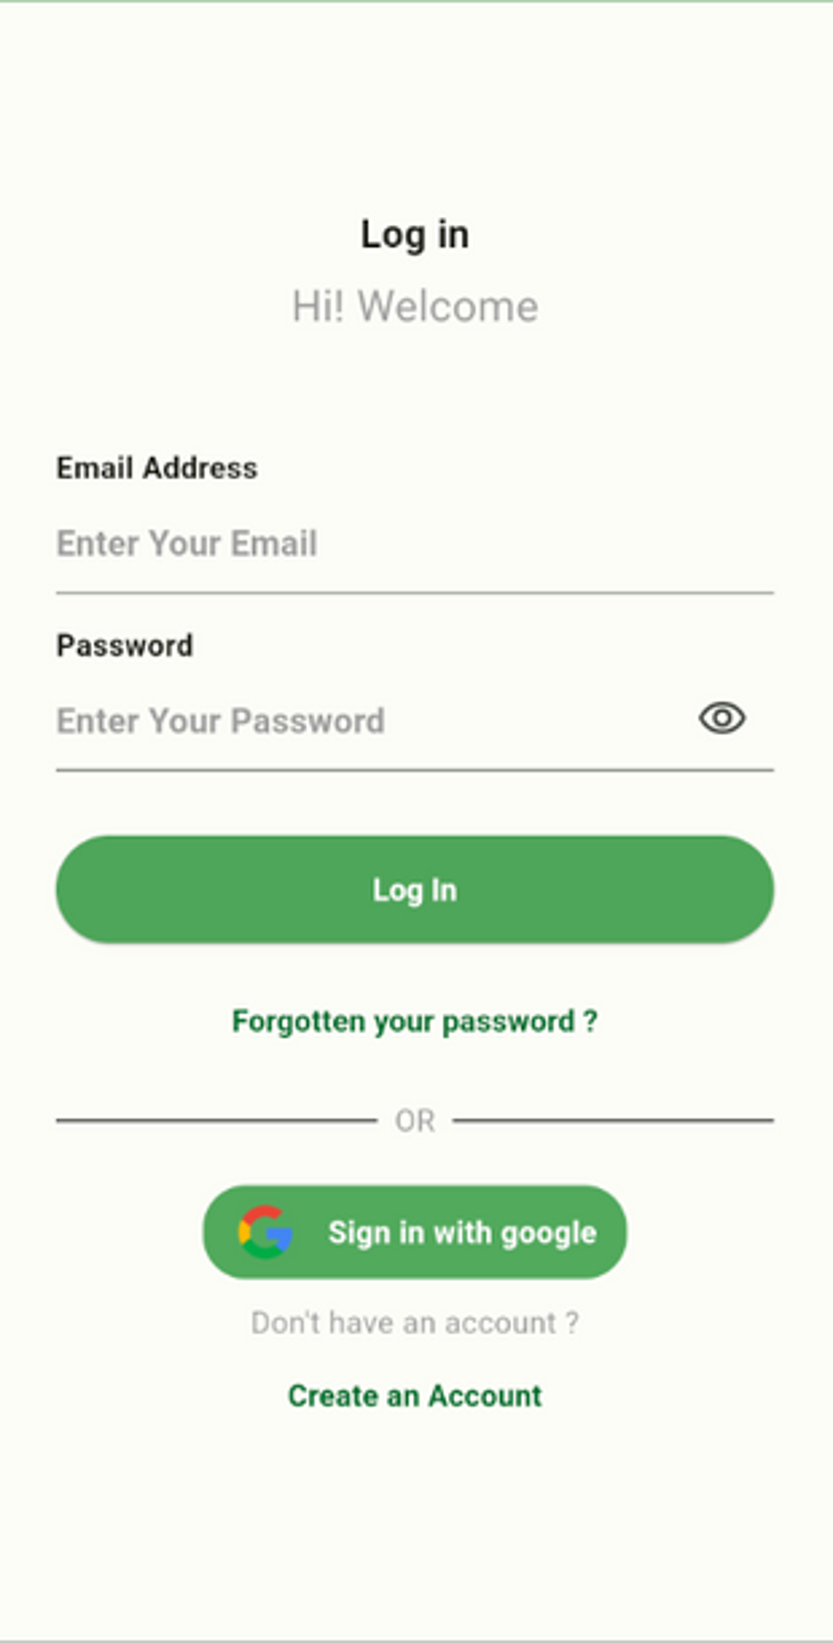 Log in
Hi! Welcome
Email Address
Enter Your Email
Password
Enter Your Password
Log In
Forgotten your password ?
OR
Sign in with google
Don't have an account ?
Create an Account